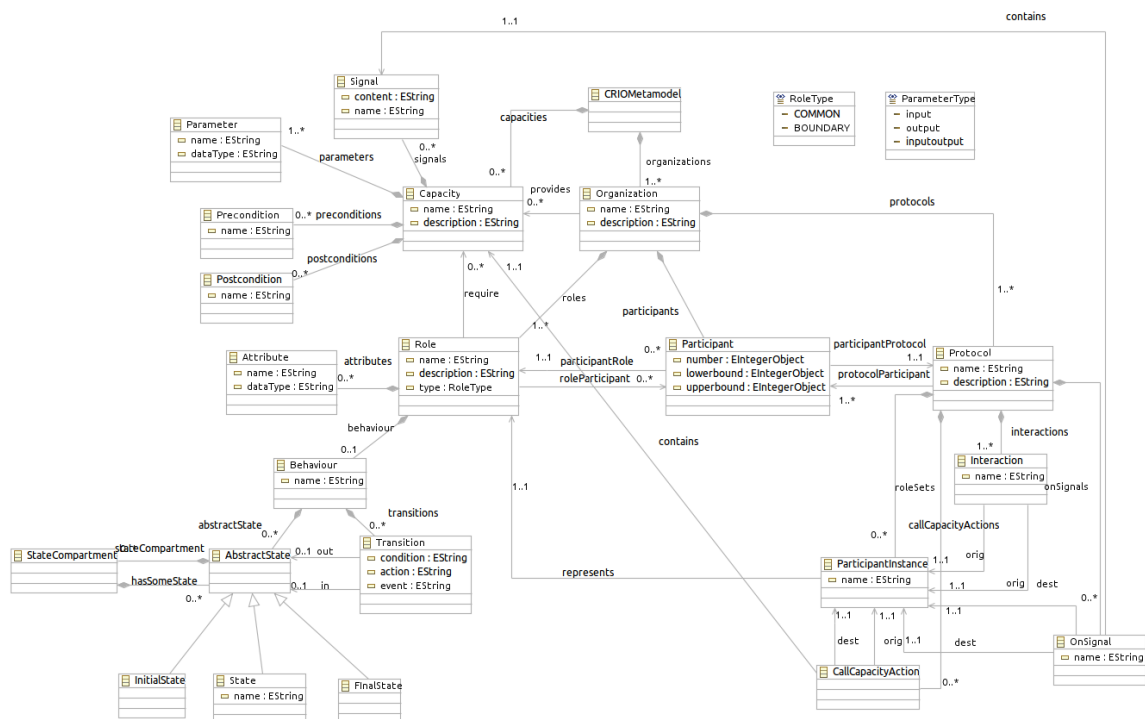 1..1
contains
Signal
content : EString
name : EString
CRIOMetamodel
RoleType
COMMON
BOUNDARY
ParameterType
input
output
inputoutput
capacities
Parameter
name : EString
dataType : EString
1..*
parameters
0..*
signals
organizations
0..*
1..*
provides
0..*
Capacity
name : EString
description : EString
Organization
name : EString
description : EString
protocols
Precondition
name : EString
0..*
preconditions
postconditions
0..*
Postcondition
name : EString
0..*
1..1
require
roles
participants
1..*
1..*
Role
name : EString
description : EString
type : RoleType
Attribute
name : EString
dataType : EString
attributes
0..*
1..1
participantRole
0..*
roleParticipant
0..*
Participant
number : EIntegerObject
lowerbound : EIntegerObject
upperbound : EIntegerObject
participantProtocol
1..1
protocolParticipant
1..*
Protocol
name : EString
description : EString
behaviour
0..1
Behaviour
name : EString
contains
interactions
1..*
Interaction
name : EString
roleSets
onSignals
1..1
abstractState
0..*
transitions
0..*
0..*
callCapacityActions
StateCompartment
stateCompartment
hasSomeState
0..*
AbstractState
0..1
out
0..1
in
Transition
condition : EString
action : EString
event : EString
represents
ParticipantInstance
name : EString
1..1
orig
1..1
orig
dest
1..1
0..*
1..1
1..1
1..1
dest
orig
dest
OnSignal
name : EString
CallCapacityAction
0..*
InitialState
State
name : EString
FInalState